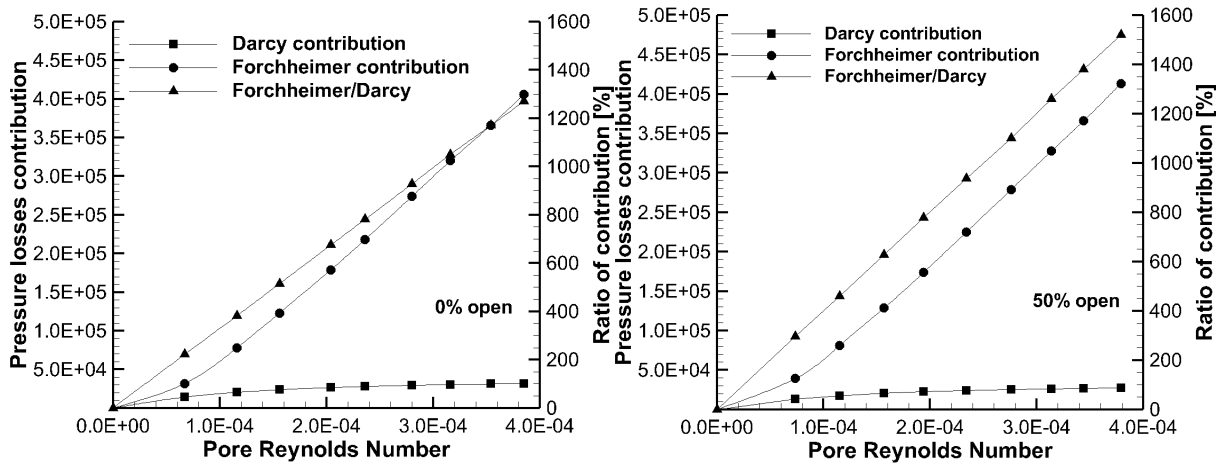 Pressure losses contribution
5.0E+05
4.5E+05
4.0E+05
3.5E+05
3.0E+05
2.5E+05
2.0E+05
1.5E+05
1.0E+05
5.0E+04
Darcy contribution
Forchheimer contribution
Forchheimer/Darcy
0% open
0.0E+00 1.0E-04 2.0E-04 3.0E-04 4.0E-04
Pore Reynolds Number
1600
1400
1200
1000
800
600
400
200
0
Ratio of contribution [%]
Pressure losses contribution
5.0E+05
4.5E+05
4.0E+05
3.5E+05
3.0E+05
2.5E+05
2.0E+05
1.5E+05
1.0E+05
5.0E+04
Darcy contribution
Forchheimer contribution
Forchheimer/Darcy
50% open
0.0E+00 1.0E-04 2.0E-04 3.0E-04 4.0E-04
Pore Reynolds Number
1600
1400
1200
1000
800
600
400
200
0
Ratio of contribution [%]